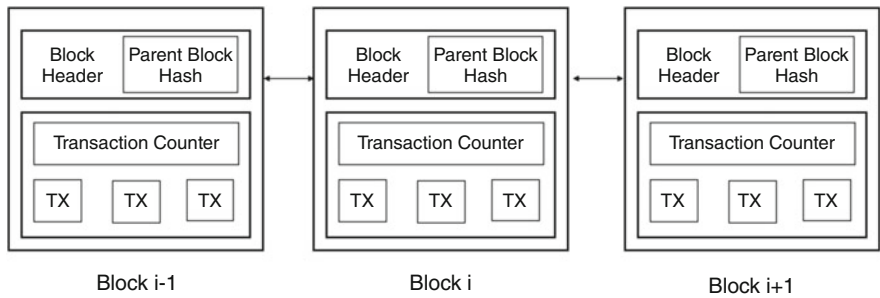 Block Header
Parent Block Hash
Transaction Counter
TX TX TX
Block i-1
Block Header
Parent Block Hash
Transaction Counter
TX TX TX
Block i
Block Header
Parent Block Hash
Transaction Counter
TX TX TX
Block i+1